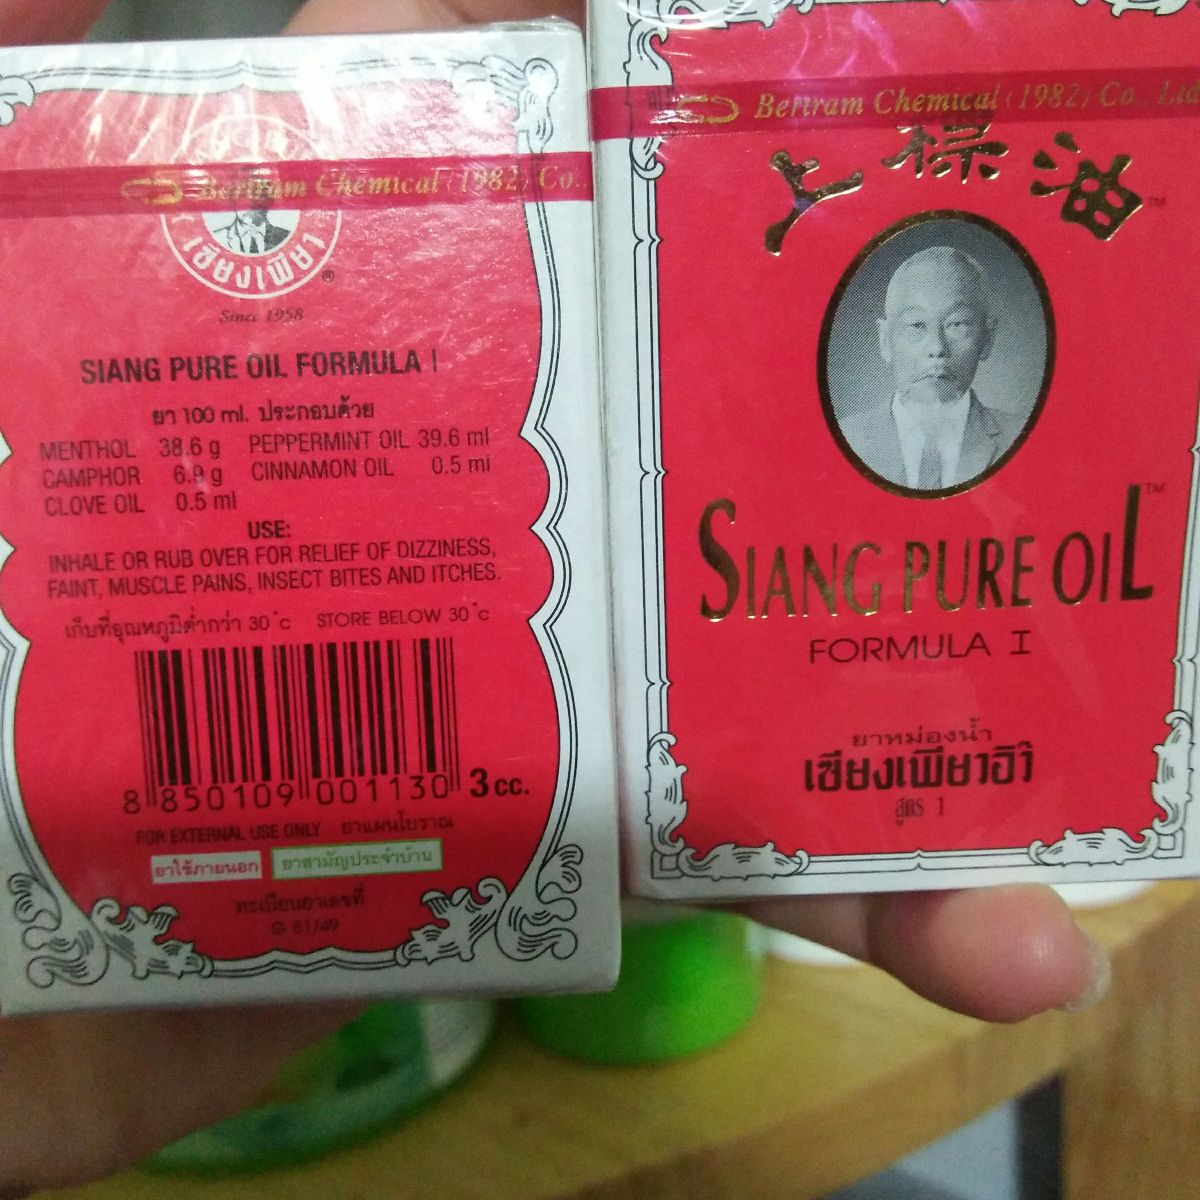 Bertram Chemical (1982) Co.,
เซียงเพียว
®
Since 1958
SIANG PURE OIL FORMULA I
ยา 100 ml. ประกอบด้วย
MENTHOL 38.6 g PEPPERMINT OIL 39.6 ml
CAMPHOR 6.9 g CINNAMON OIL 0.5 ml
CLOVE OIL 0.5 ml
USE:
INHALE OR RUB OVER FOR RELIEF OF DIZZINESS,
FAINT, MUSCLE PAINS, INSECT BITES AND ITCHES.
เก็บที่อุณหภูมิต่ำกว่า 30 °c STORE BELOW 30 °c
8 850109 001130 3 cc.
FOR EXTERNAL USE ONLY ยาแผนโบราณ
ยาใช้ภายนอก ยาสามัญประจำบ้าน
ทะเบียนยาเลขที่
81/49
Bertram Chemical (1982) Co., Ltd
上標油 TM
SIANG PURE OIL TM
FORMULA I
ยาหม่องน้ำ
เซียงเพียวอิ๊ว
สูตร 1